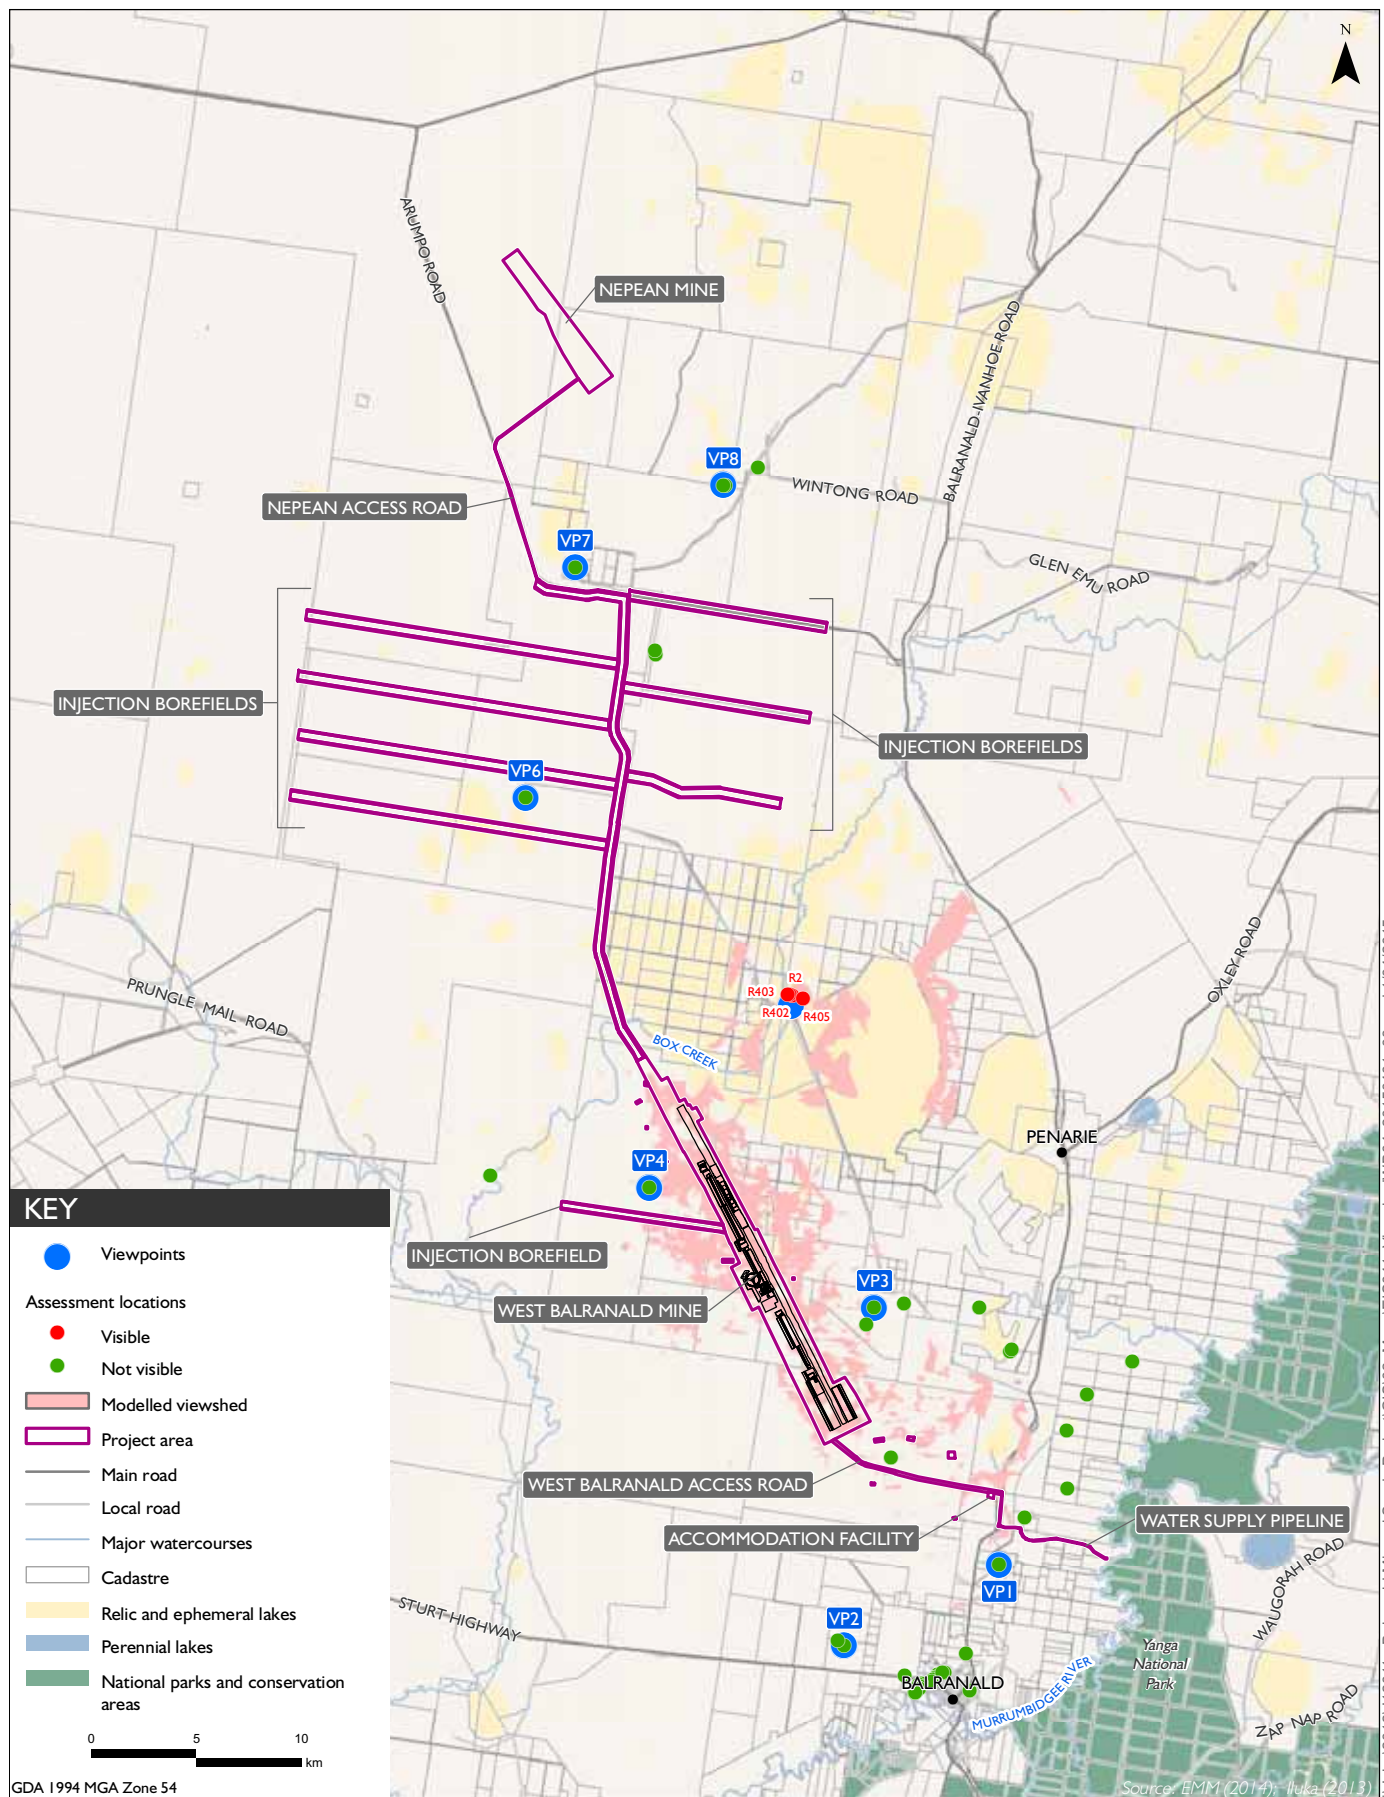 N
ARUMPO ROAD
NEPEAN MINE
BALRANALD-IVANHOE ROAD
VP8
WINTONG ROAD
NEPEAN ACCESS ROAD
VP7
GLEN EMU ROAD
INJECTION BOREFIELDS
INJECTION BOREFIELDS
VP6
OXLEY ROAD
PRUNGLE MAIL ROAD
R2
R403
R402
R405
BOX CREEK
PENARIE
VP4
INJECTION BOREFIELD
VP3
WEST BALRANALD MINE
WEST BALRANALD ACCESS ROAD
ACCOMMODATION FACILITY
WATER SUPPLY PIPELINE
WAUGORAH ROAD
VP1
STURT HIGHWAY
VP2
Yanga
National
Park
BALRANALD
MURRUMBIDGEE RIVER
ZAP NAP ROAD
KEY
Viewpoints
Assessment locations
Visible
Not visible
Modelled viewshed
Project area
Main road
Local road
Major watercourses
Cadastre
Relic and ephemeral lakes
Perennial lakes
National parks and conservation
areas
0 5 10
km
GDA 1994 MGA Zone 54
Source: EMM (2014); Iluka (2013)